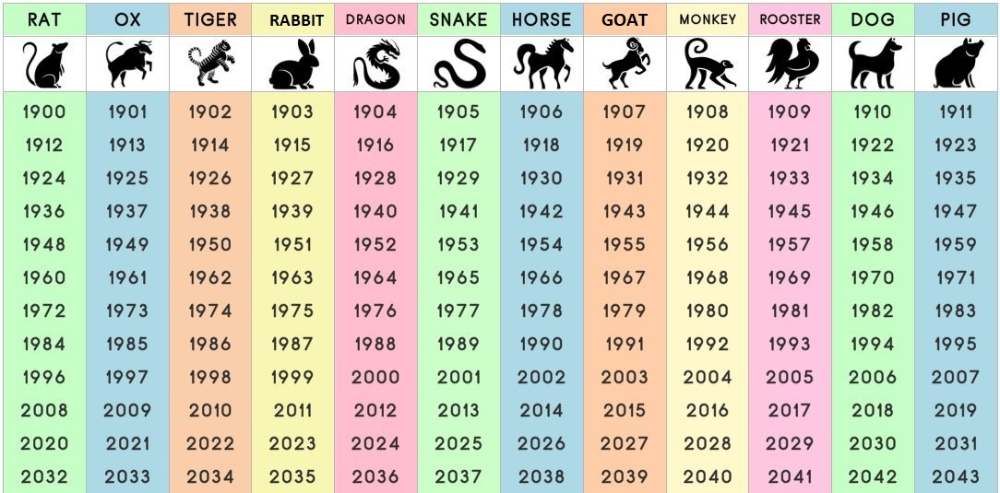 RAT OX TIGER RABBIT DRAGON SNAKE HORSE GOAT MONKEY ROOSTER DOG PIG
1900 1901 1902 1903 1904 1905 1906 1907 1908 1909 1910 1911
1912 1913 1914 1915 1916 1917 1918 1919 1920 1921 1922 1923
1924 1925 1926 1927 1928 1929 1930 1931 1932 1933 1934 1935
1936 1937 1938 1939 1940 1941 1942 1943 1944 1945 1946 1947
1948 1949 1950 1951 1952 1953 1954 1955 1956 1957 1958 1959
1960 1961 1962 1963 1964 1965 1966 1967 1968 1969 1970 1971
1972 1973 1974 1975 1976 1977 1978 1979 1980 1981 1982 1983
1984 1985 1986 1987 1988 1989 1990 1991 1992 1993 1994 1995
1996 1997 1998 1999 2000 2001 2002 2003 2004 2005 2006 2007
2008 2009 2010 2011 2012 2013 2014 2015 2016 2017 2018 2019
2020 2021 2022 2023 2024 2025 2026 2027 2028 2029 2030 2031
2032 2033 2034 2035 2036 2037 2038 2039 2040 2041 2042 2043